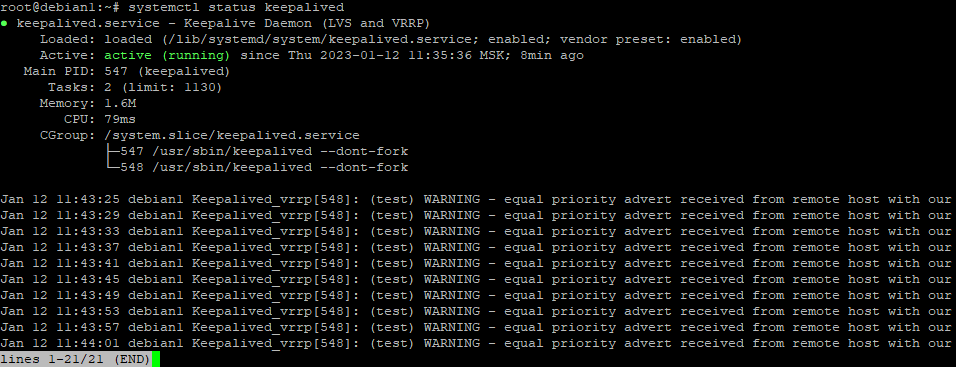 root@debian1:~# systemctl status keepalived
● keepalived.service - Keepalive Daemon (LVS and VRRP)
     Loaded: loaded (/lib/systemd/system/keepalived.service; enabled; vendor preset: enabled)
     Active: active (running) since Thu 2023-01-12 11:35:36 MSK; 8min ago
   Main PID: 547 (keepalived)
      Tasks: 2 (limit: 1130)
     Memory: 1.6M
        CPU: 79ms
     CGroup: /system.slice/keepalived.service
             ├─547 /usr/sbin/keepalived --dont-fork
             └─548 /usr/sbin/keepalived --dont-fork

Jan 12 11:43:25 debian1 Keepalived_vrrp[548]: (test) WARNING - equal priority advert received from remote host with our
Jan 12 11:43:29 debian1 Keepalived_vrrp[548]: (test) WARNING - equal priority advert received from remote host with our
Jan 12 11:43:33 debian1 Keepalived_vrrp[548]: (test) WARNING - equal priority advert received from remote host with our
Jan 12 11:43:37 debian1 Keepalived_vrrp[548]: (test) WARNING - equal priority advert received from remote host with our
Jan 12 11:43:41 debian1 Keepalived_vrrp[548]: (test) WARNING - equal priority advert received from remote host with our
Jan 12 11:43:45 debian1 Keepalived_vrrp[548]: (test) WARNING - equal priority advert received from remote host with our
Jan 12 11:43:49 debian1 Keepalived_vrrp[548]: (test) WARNING - equal priority advert received from remote host with our
Jan 12 11:43:53 debian1 Keepalived_vrrp[548]: (test) WARNING - equal priority advert received from remote host with our
Jan 12 11:43:57 debian1 Keepalived_vrrp[548]: (test) WARNING - equal priority advert received from remote host with our
Jan 12 11:44:01 debian1 Keepalived_vrrp[548]: (test) WARNING - equal priority advert received from remote host with our
lines 1-21/21 (END)